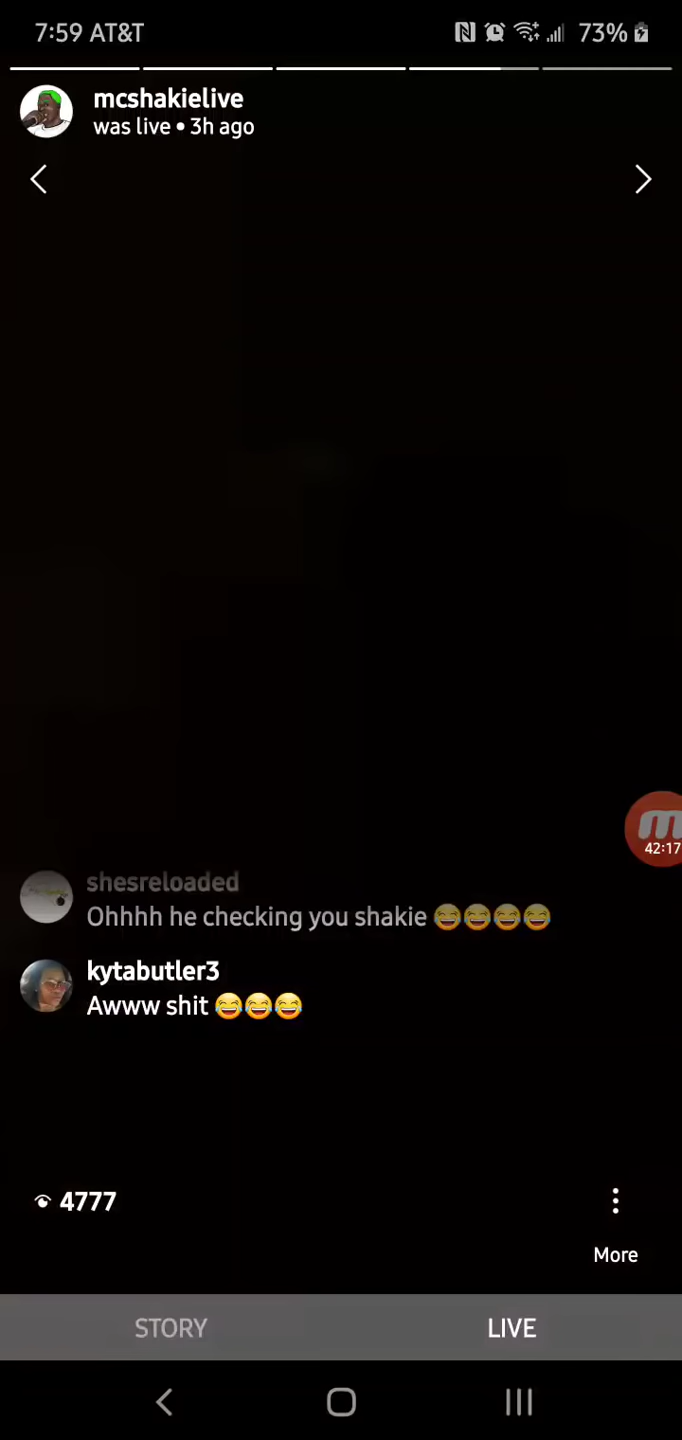 7:59 AT&T 73%
mcshakielive
was live • 3h ago
42:17
shesreloaded
Ohhhh he checking you shakie 😂😂😂😂
kytabutler3
Awww shit 😂😂😂
4777
More
STORY LIVE